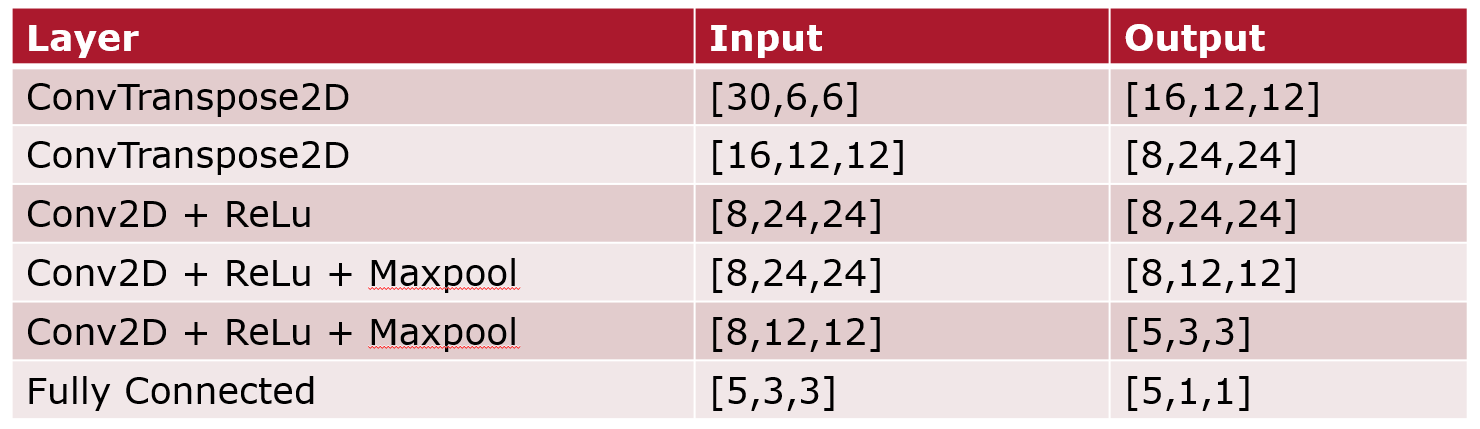 Layer Input Output
ConvTranspose2D [30,6,6] [16,12,12]
ConvTranspose2D [16,12,12] [8,24,24]
Conv2D + ReLu [8,24,24] [8,24,24]
Conv2D + ReLu + Maxpool [8,24,24] [8,12,12]
Conv2D + ReLu + Maxpool [8,12,12] [5,3,3]
Fully Connected [5,3,3] [5,1,1]